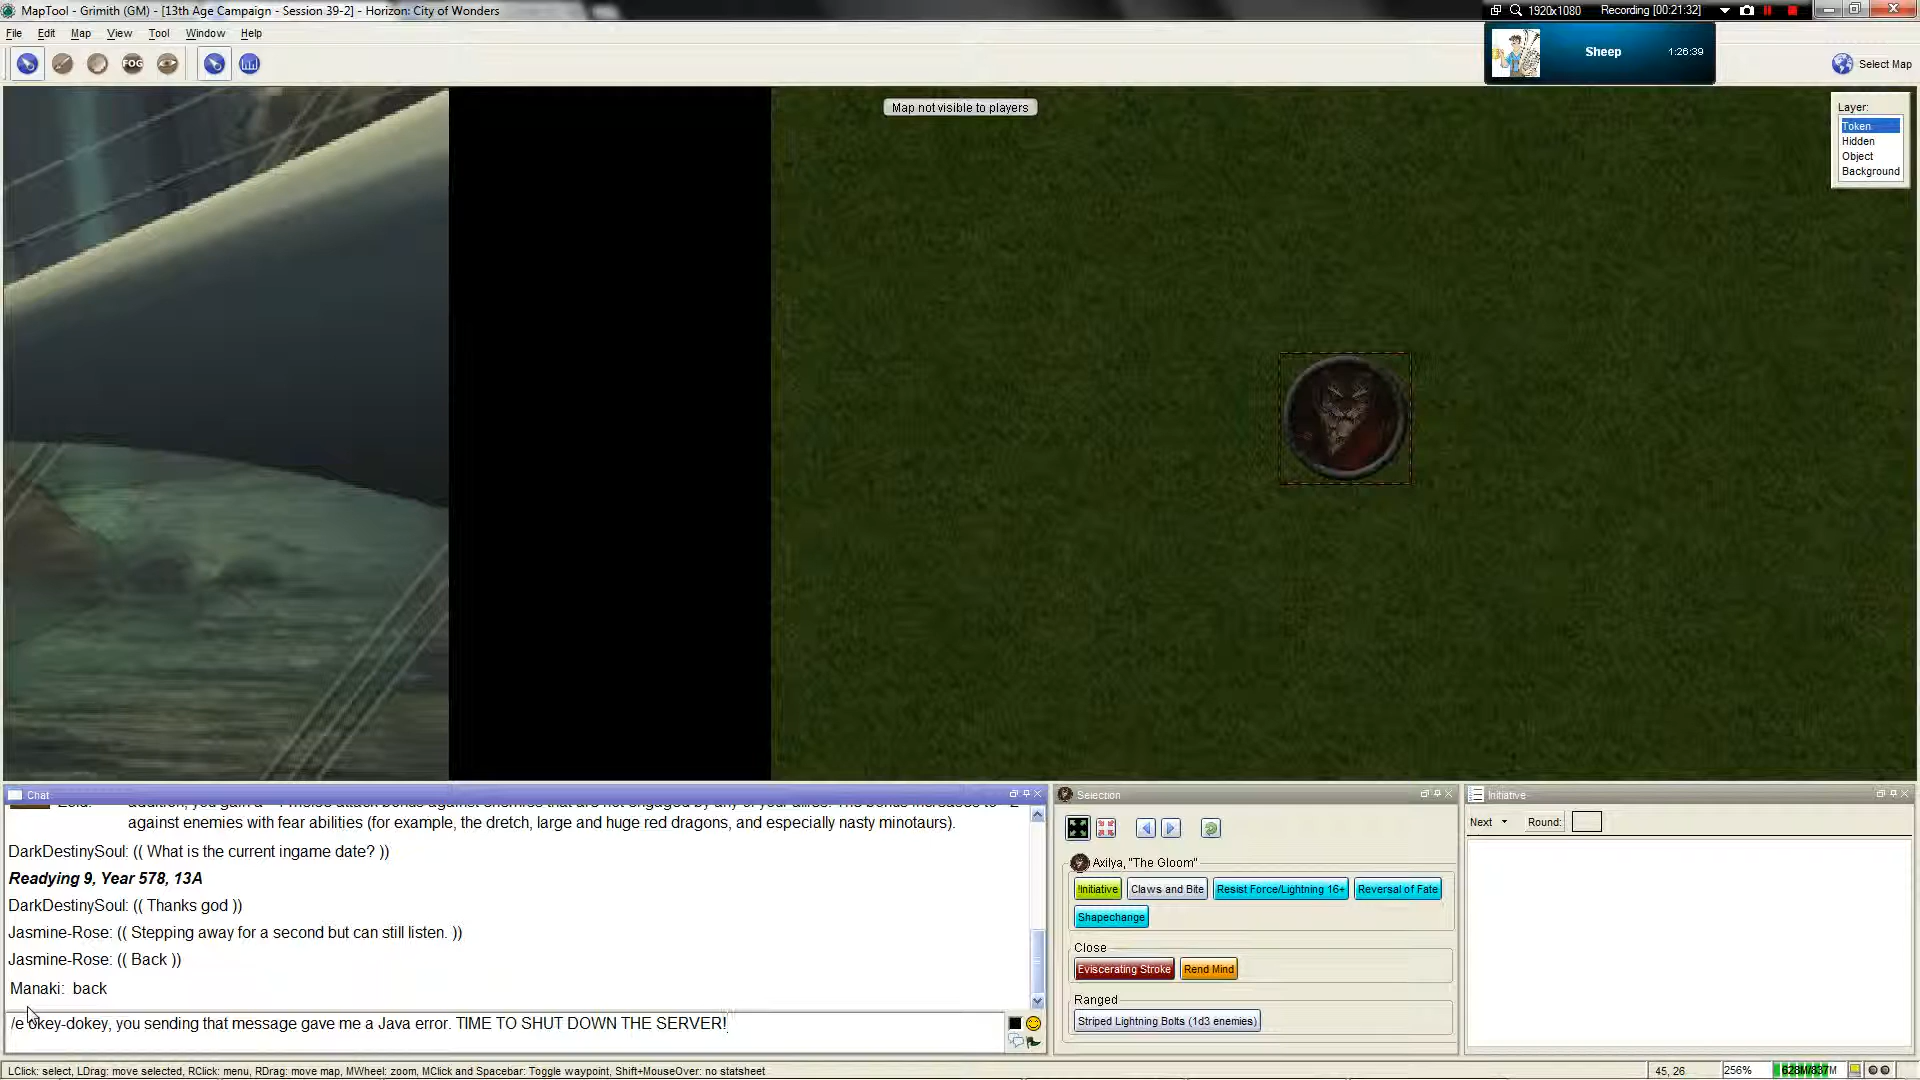 MapTool - Grimith (GM) - [13th Age Campaign - Session 39-2] - Horizon: City of Wonders
1920x1080
Recording [00:21:32]
File Edit Map View Tool Window Help
Sheep
1:26:39
FOG
Select Map
Map not visible to players
Layer:
Token
Hidden
Object
Background
Chat
against enemies with fear abilities (for example, the dretch, large and huge red dragons, and especially nasty minotaurs).
DarkDestinySoul: (( What is the current ingame date? ))
Readying 9, Year 578, 13A
DarkDestinySoul: (( Thanks god ))
Jasmine-Rose: (( Stepping away for a second but can still listen. ))
Jasmine-Rose: (( Back ))
Manaki: back
/e okey-dokey, you sending that message gave me a Java error. TIME TO SHUT DOWN THE SERVER!
Selection
Axilya, "The Gloom"
!Initiative
Claws and Bite
Resist Force/Lightning 16+
Reversal of Fate
Shapechange
Close
Eviscerating Stroke
Rend Mind
Ranged
Striped Lightning Bolts (1d3 enemies)
Initiative
Next
Round:
LClick: select, LDrag: move selected, RClick: menu, RDrag: move map, MWheel: zoom, MClick and Spacebar: Toggle waypoint, Shift+MouseOver: no statsheet
45, 26
256%
628M/837M